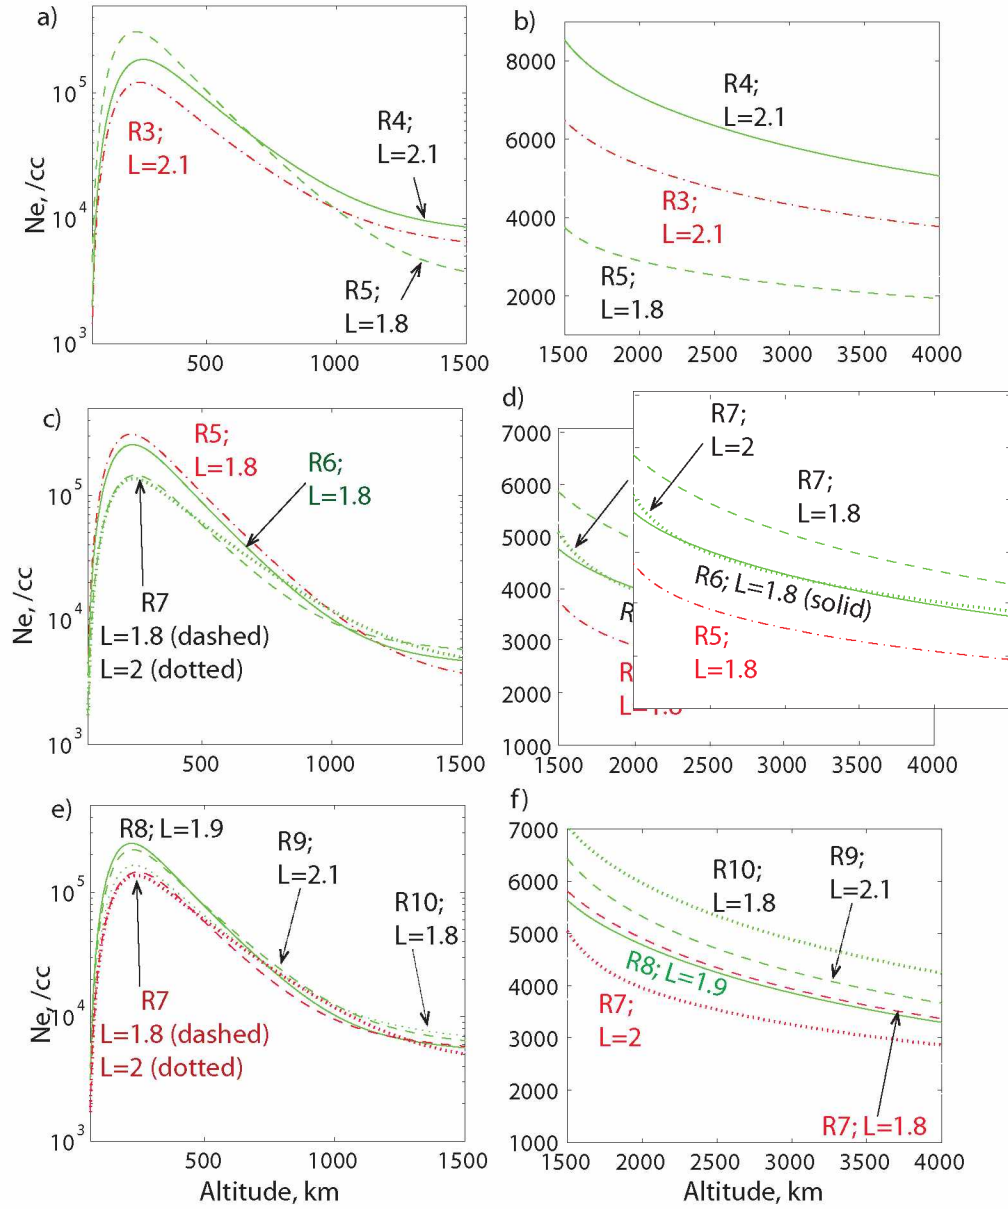 a)
Ne, /cc
10^5
10^4
10^3
500
1000
1500
R3;
L=2.1
R4;
L=2.1
R5;
L=1.8
b)
8000
6000
4000
2000
1500
2000
2500
3000
3500
4000
R4;
L=2.1
R3;
L=2.1
R5;
L=1.8
c)
Ne, /cc
10^5
10^4
10^3
500
1000
1500
R5;
L=1.8
R6;
L=1.8
R7
L=1.8 (dashed)
L=2 (dotted)
d)
7000
6000
5000
4000
3000
2000
1000
1500
2000
2500
3000
3500
4000
R7;
L=2
R7;
L=1.8
R6; L=1.8 (solid)
R5;
L=1.8
R
R
L=1.8
e)
Ne, /cc
10^5
10^4
10^3
500
1000
1500
Altitude, km
R8; L=1.9
R9;
L=2.1
R10;
L=1.8
R7
L=1.8 (dashed)
L=2 (dotted)
f)
7000
6000
5000
4000
3000
2000
1000
1500
2000
2500
3000
3500
4000
Altitude, km
R10;
L=1.8
R9;
L=2.1
R8; L=1.9
R7;
L=2
R7; L=1.8